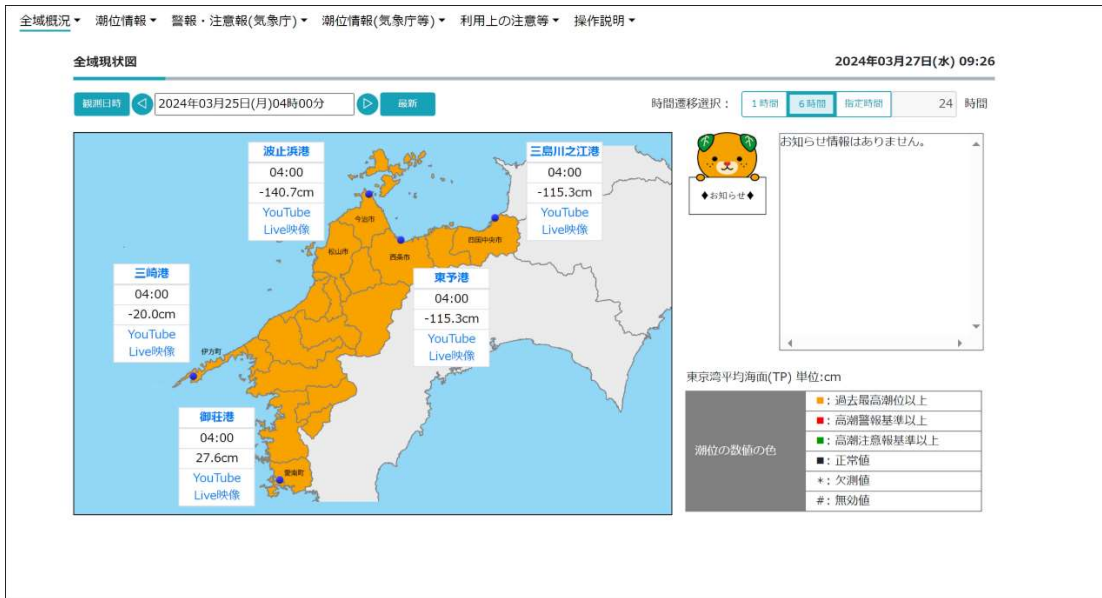 全域概況▼ 潮位情報▼ 警報・注意報(気象庁)▼ 潮位情報(気象庁等)▼ 利用上の注意等▼ 操作説明▼
全域現状図 2024年03月27日(水) 09:26
観測日時 2024年03月25日(月)04時00分 最新 時間遷移選択: 1時間 6時間 指定時間 24 時間
波止浜港
04:00
-140.7cm
YouTube
Live映像
三島川之江港
04:00
-115.3cm
YouTube
Live映像
今治市
松山市
西条市
四国中央市
三崎港
04:00
-20.0cm
YouTube
Live映像
東予港
04:00
-115.3cm
YouTube
Live映像
伊方町
御荘港
04:00
27.6cm
YouTube
Live映像
愛南町
◆お知らせ◆
お知らせ情報はありません。
東京湾平均海面(TP) 単位:cm
潮位の数値の色
■:過去最高潮位以上
■:高潮警報基準以上
■:高潮注意報基準以上
■:正常値
*:欠測値
#:無効値